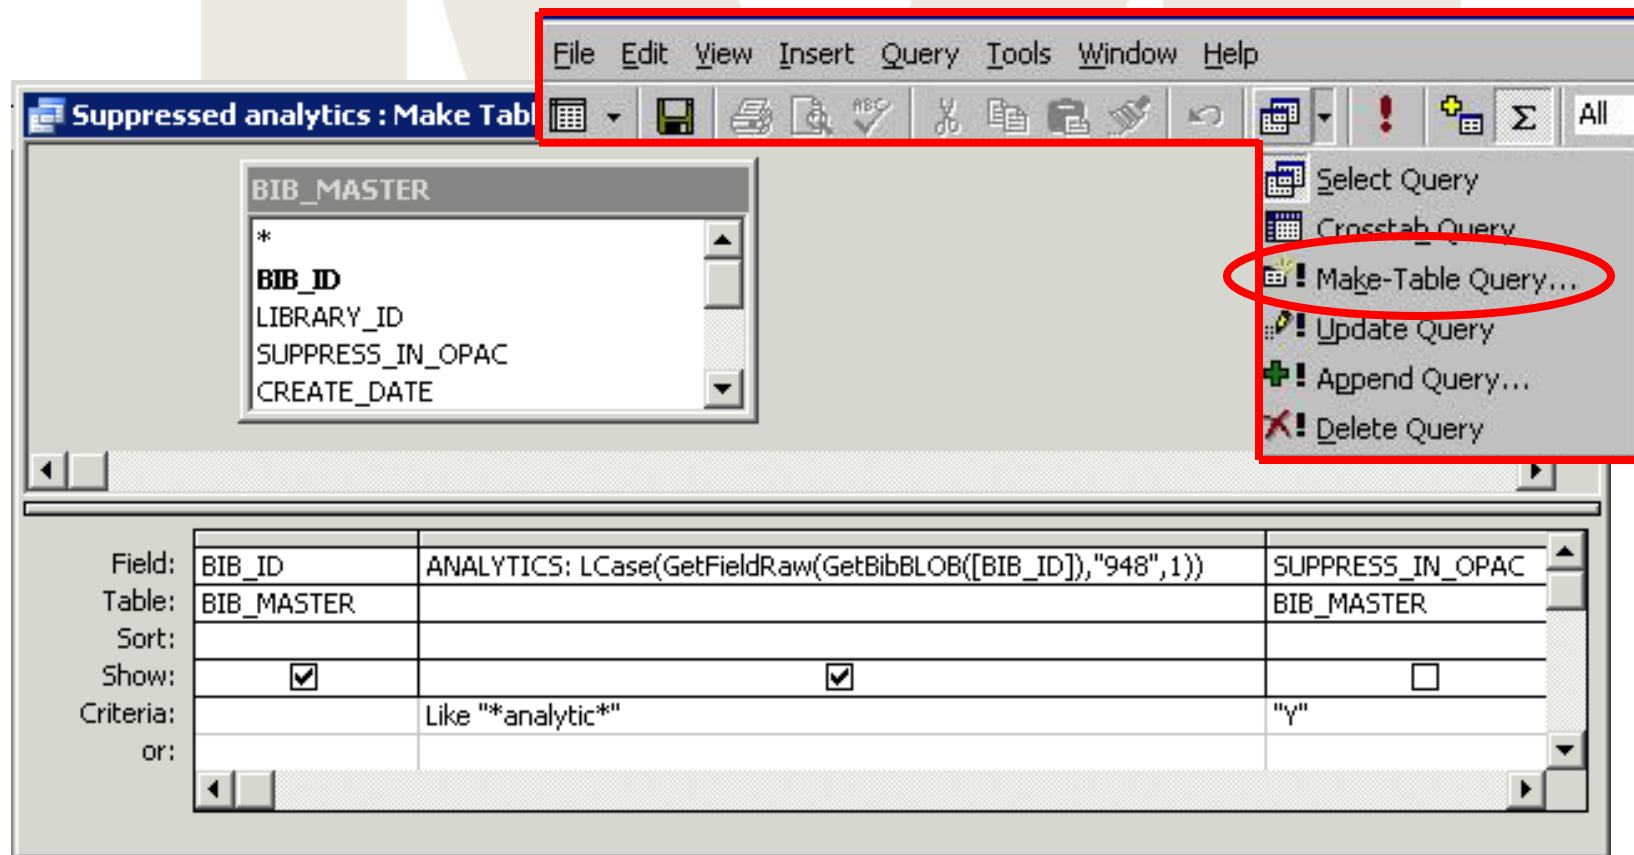 File Edit View Insert Query Tools Window Help
Suppressed analytics : Make Tabl
ABC
Σ
All
Select Query
Crosstab Query
Make-Table Query...
Update Query
Append Query...
Delete Query
BIB_MASTER
*
BIB_ID
LIBRARY_ID
SUPPRESS_IN_OPAC
CREATE_DATE
Field: BIB_ID ANALYTICS: LCase(GetFieldRaw(GetBibBLOB([BIB_ID]),"948",1)) SUPPRESS_IN_OPAC
Table: BIB_MASTER BIB_MASTER
Sort:
Show:
Criteria: Like "*analytic*" "Y"
or: